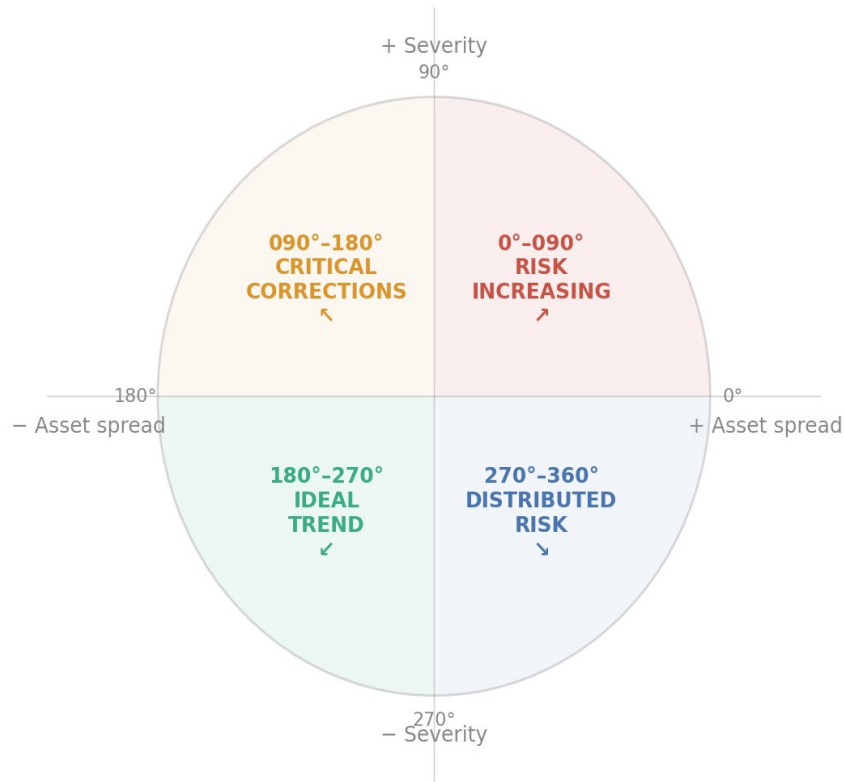 + Severity
90°
090°–180°
CRITICAL
CORRECTIONS
↖
0°–090°
RISK
INCREASING
↗
180°
0°
− Asset spread
+ Asset spread
180°–270°
IDEAL
TREND
↙
270°–360°
DISTRIBUTED
RISK
↘
270°
− Severity